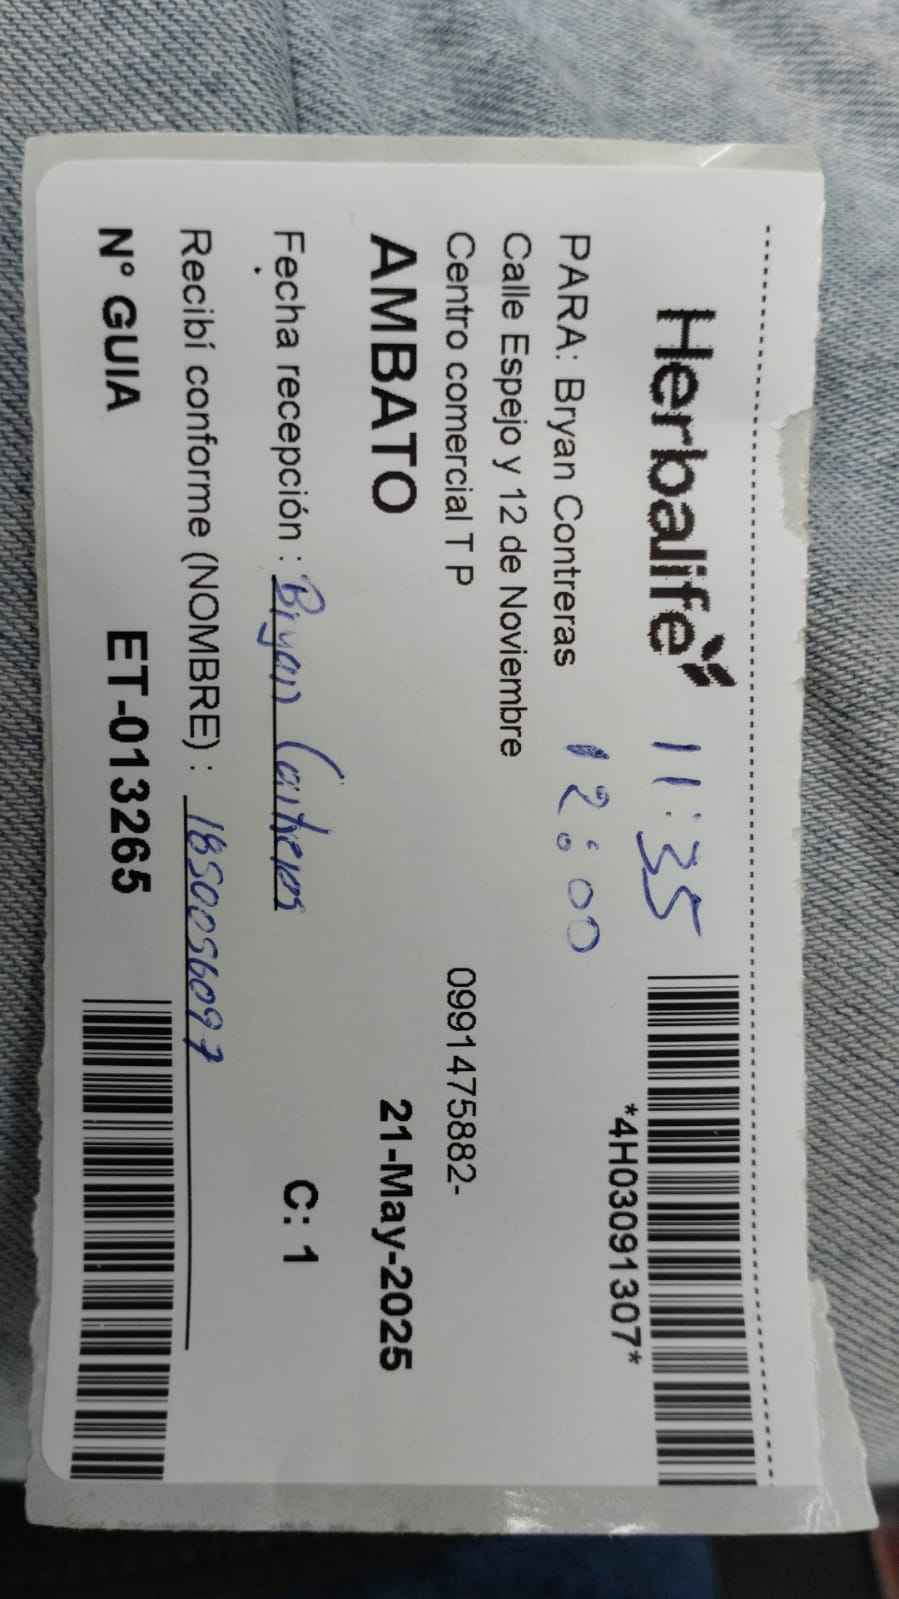 Herbalife 11:35
*4H03091307*
PARA: Bryan Contreras 12:00
Calle Espejo y 12 de Noviembre
Centro comercial T P 0991475882-
AMBATO 21-May-2025
Fecha recepción : Bryan Contreras C: 1
Recibí conforme (NOMBRE) : 1850056097
N° GUIA ET-013265